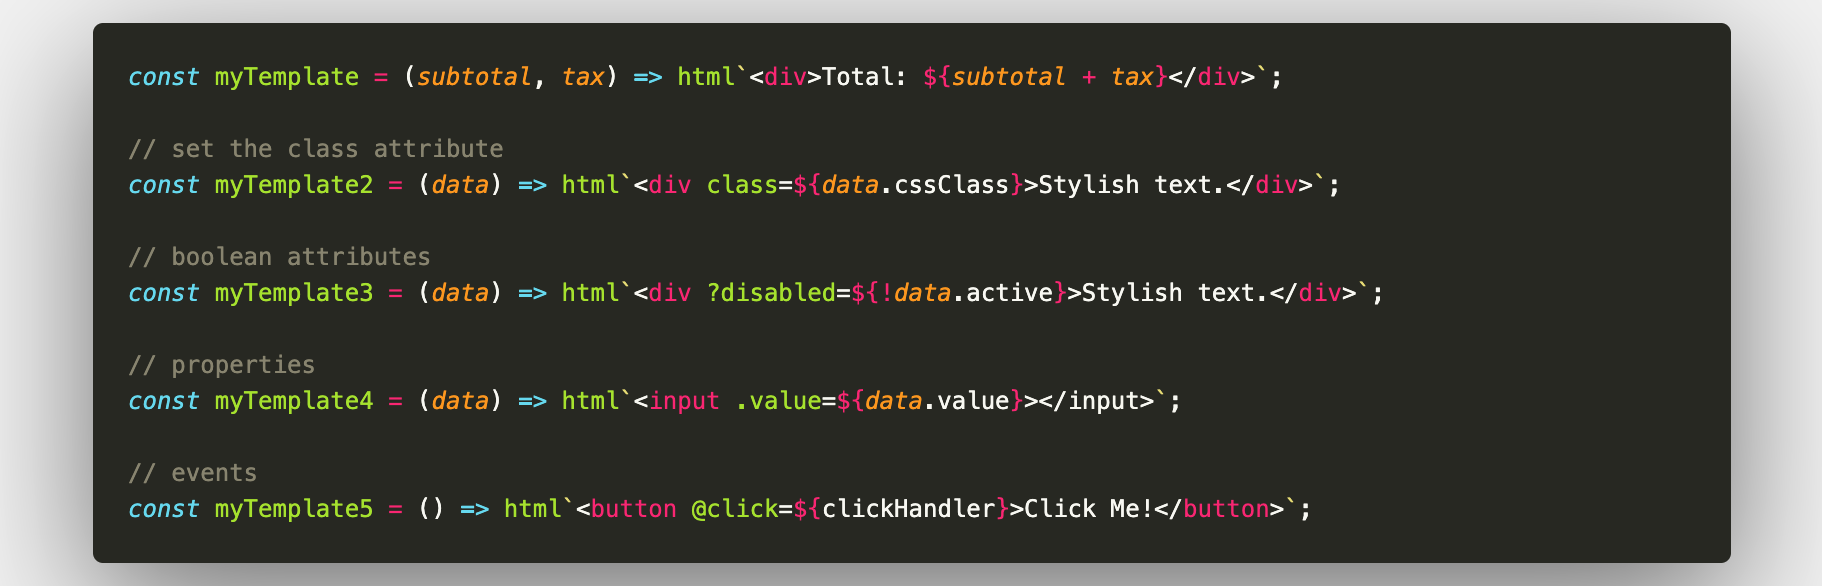 const myTemplate = (subtotal, tax) => html`<div>Total: ${subtotal + tax}</div>`;
// set the class attribute
const myTemplate2 = (data) => html`<div class=${data.cssClass}>Stylish text.</div>`;
// boolean attributes
const myTemplate3 = (data) => html`<div ?disabled=${!data.active}>Stylish text.</div>`;
// properties
const myTemplate4 = (data) => html`<input .value=${data.value}></input>`;
// events
const myTemplate5 = () => html`<button @click=${clickHandler}>Click Me!</button>`;